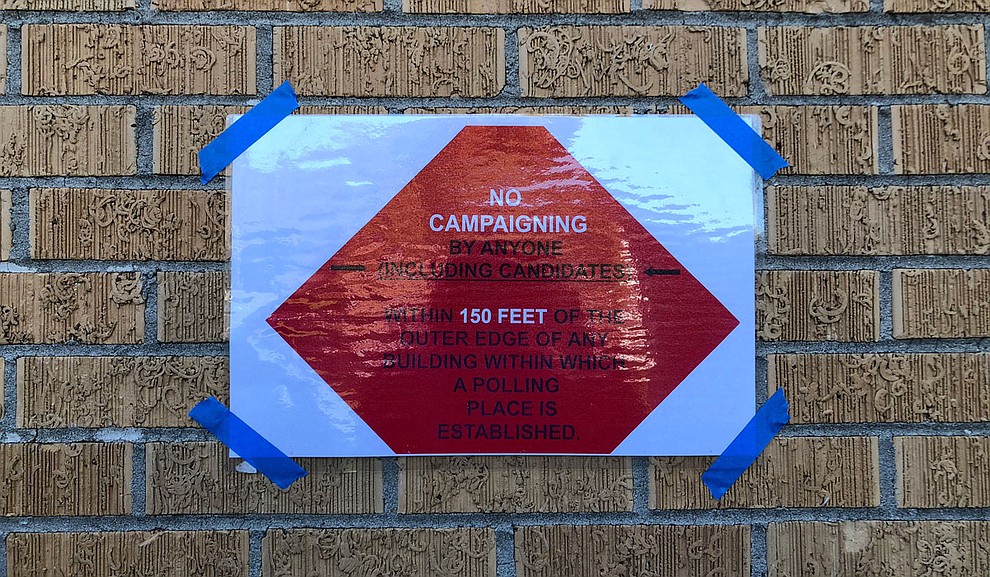 NO
CAMPAIGNING
BY ANYONE
(INCLUDING CANDIDATES)
WITHIN 150 FEET OF THE
OUTER EDGE OF ANY
BUILDING WITHIN WHICH
A POLLING
PLACE IS
ESTABLISHED.